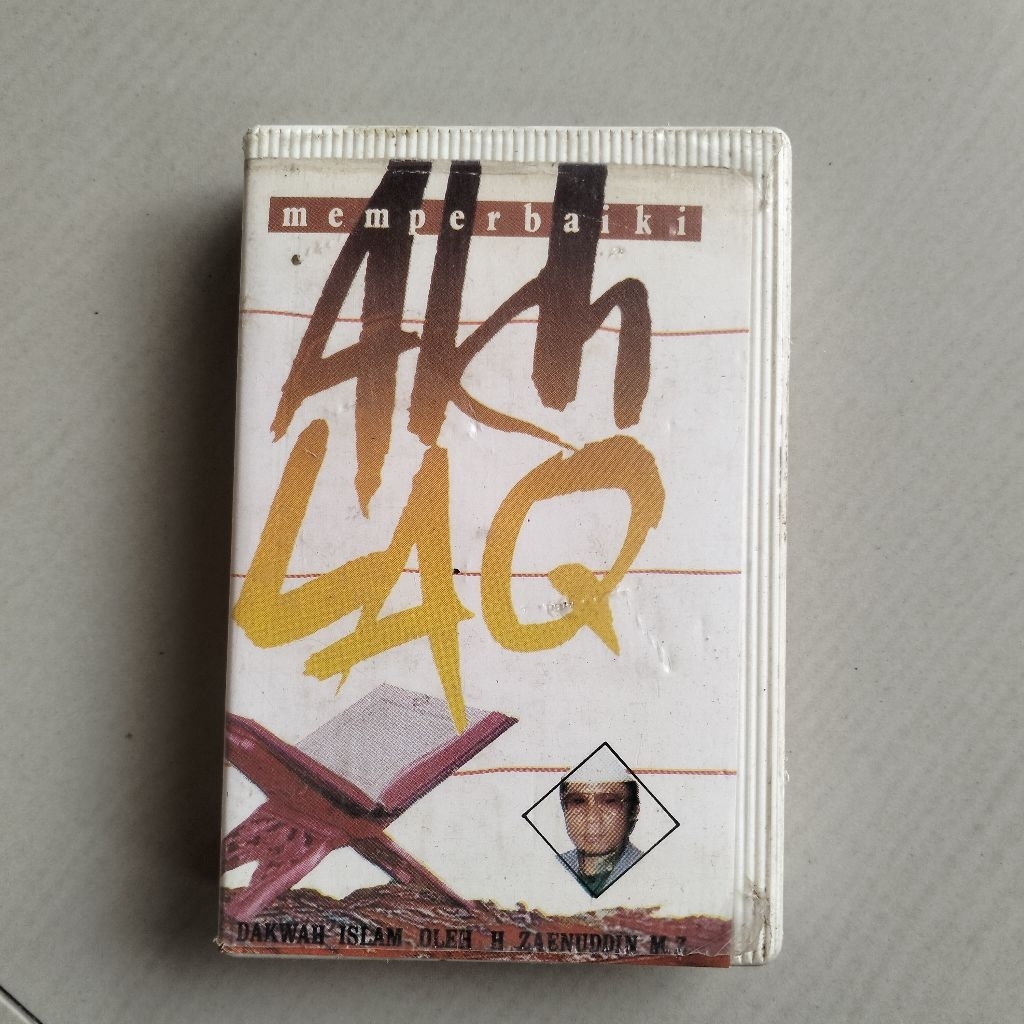 memperbaiki
Akh
LAQ
DAKWAH ISLAM OLEH H ZAENUDDIN M.Z